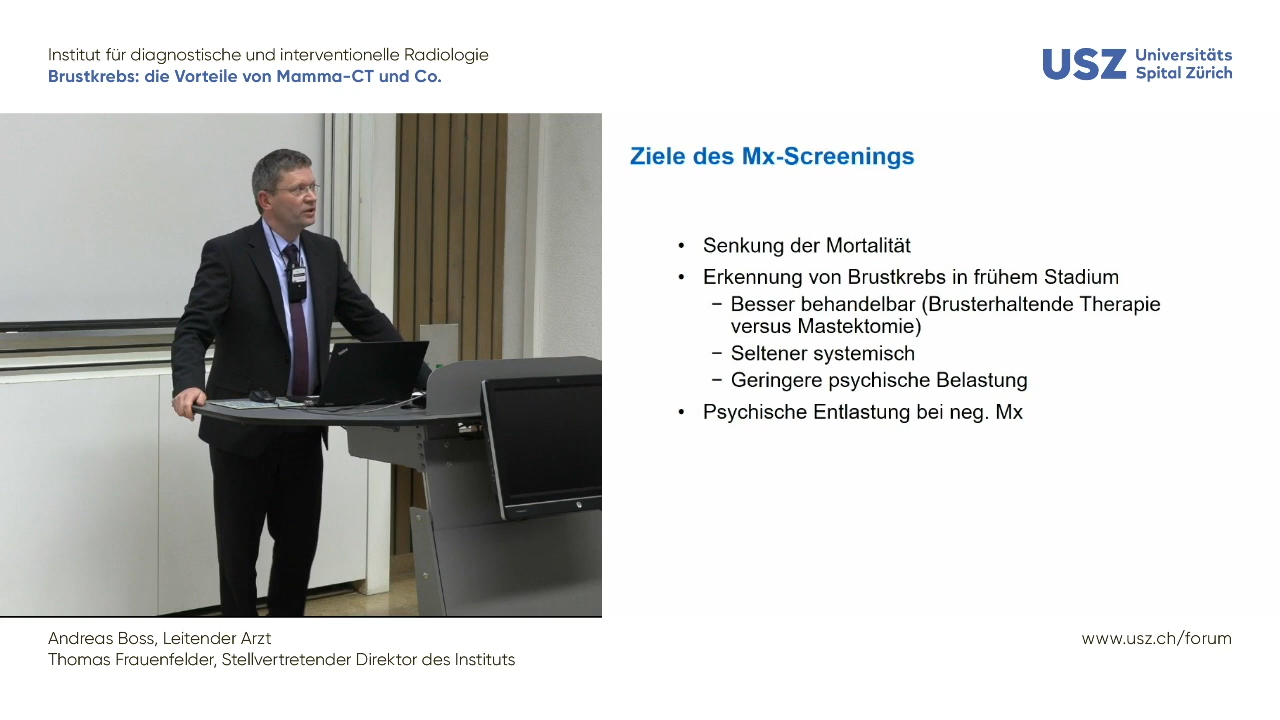 Institut für diagnostische und interventionelle Radiologie
Brustkrebs: die Vorteile von Mamma-CT und Co.
USZ Universitäts
Spital Zürich
Ziele des Mx-Screenings
• Senkung der Mortalität
• Erkennung von Brustkrebs in frühem Stadium
– Besser behandelbar (Brusterhaltende Therapie
versus Mastektomie)
– Seltener systemisch
– Geringere psychische Belastung
• Psychische Entlastung bei neg. Mx
Andreas Boss, Leitender Arzt
Thomas Frauenfelder, Stellvertretender Direktor des Instituts
www.usz.ch/forum